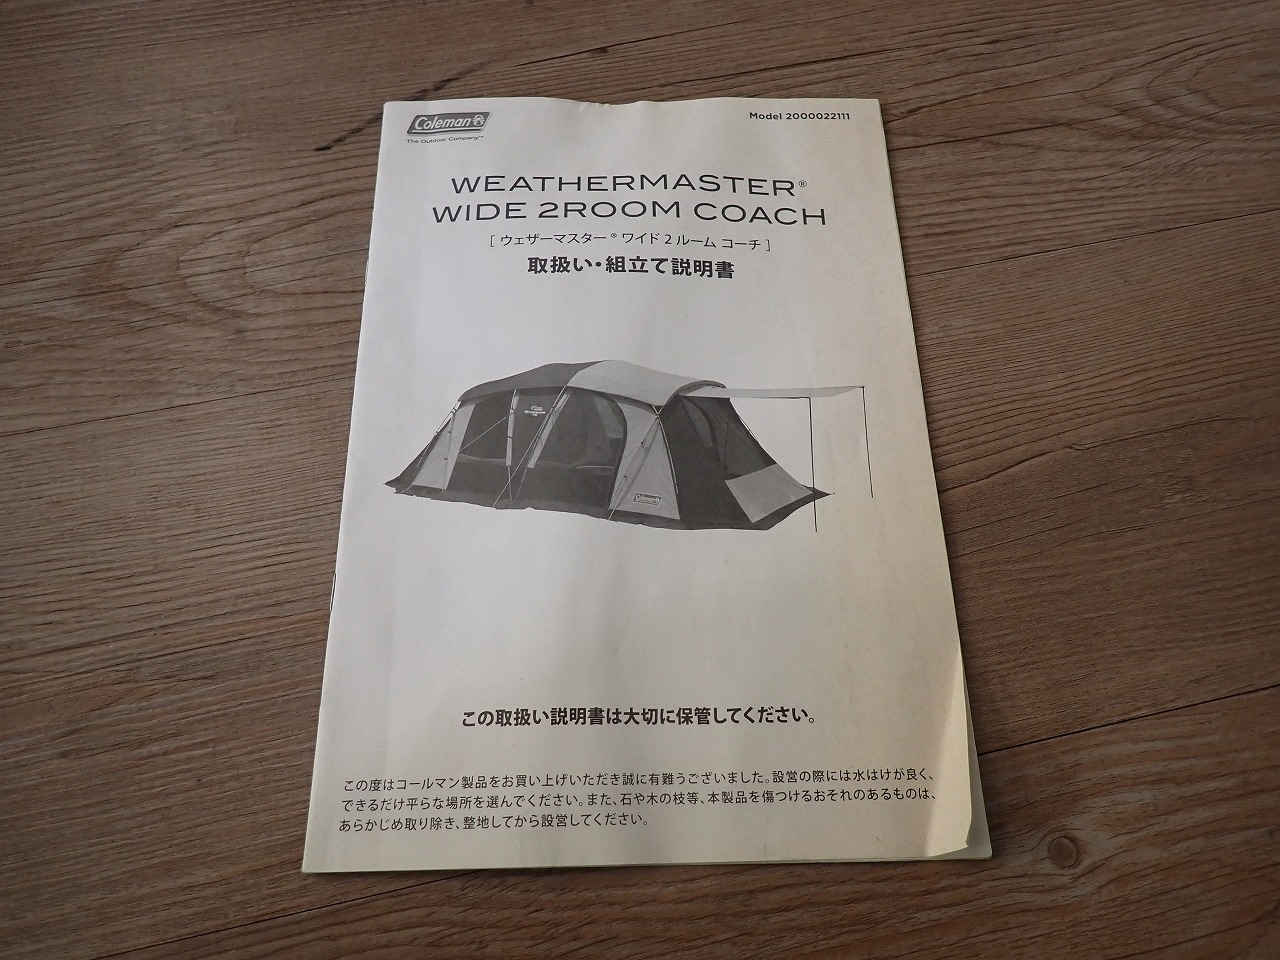 Coleman
The Outdoor Company™
Model 2000022111
WEATHERMASTER®
WIDE 2ROOM COACH
[ ウェザーマスター® ワイド2ルーム コーチ ]
取扱い・組立て説明書
Coleman
この取扱い説明書は大切に保管してください。
この度はコールマン製品をお買い上げいただき誠に有難うございました。設営の際には水はけが良く、
できるだけ平らな場所を選んでください。また、石や木の枝等、本製品を傷つけるおそれのあるものは、
あらかじめ取り除き、整地してから設営してください。